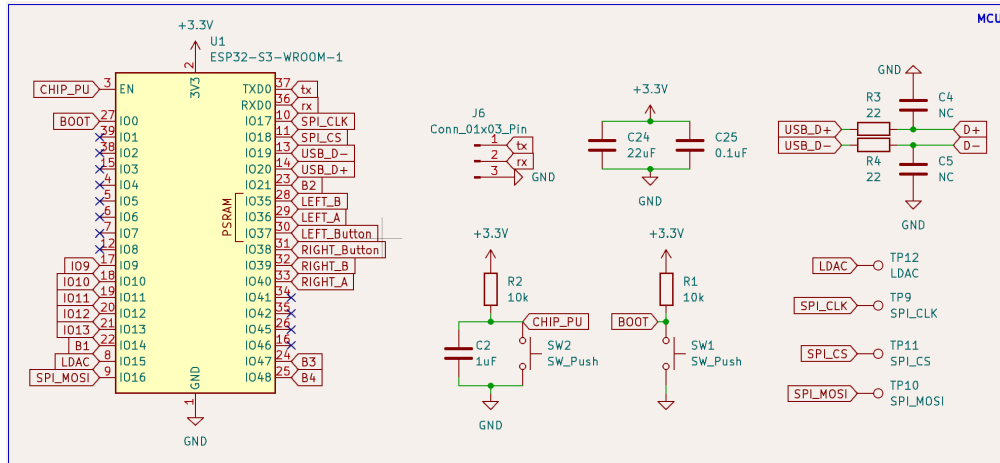 MCU
+3.3V
U1
ESP32-S3-WROOM-1
2
3V3
CHIP_PU 3 EN
BOOT 27 IO0
39 IO1
38 IO2
15 IO3
4 IO4
5 IO5
6 IO6
7 IO7
12 IO8
IO9 17 IO9
IO10 18 IO10
IO11 19 IO11
IO12 20 IO12
IO13 21 IO13
B1 22 IO14
LDAC 8 IO15
SPI_MOSI 9 IO16
TXD0 37 tx
RXD0 36 rx
IO17 10 SPI_CLK
IO18 11 SPI_CS
IO19 13 USB_D-
IO20 14 USB_D+
IO21 23 B2
IO35 28 LEFT_B
IO36 29 LEFT_A
IO37 30 LEFT_Button
IO38 31 RIGHT_Button
IO39 32 RIGHT_B
IO40 33 RIGHT_A
IO41 34
IO42 35
IO45 26
IO46 16
IO47 24 B3
IO48 25 B4
PSRAM
GND
1
GND
J6
Conn_01x03_Pin
1 tx
2 rx
3 GND
+3.3V
C24
22uF
C25
0.1uF
GND
GND
R3
22
C4
NC
USB_D+
D+
USB_D-
D-
R4
22
C5
NC
GND
+3.3V
R2
10k
CHIP_PU
C2
1uF
SW2
SW_Push
GND
+3.3V
R1
10k
BOOT
SW1
SW_Push
LDAC
TP12
LDAC
SPI_CLK
TP9
SPI_CLK
SPI_CS
TP11
SPI_CS
SPI_MOSI
TP10
SPI_MOSI